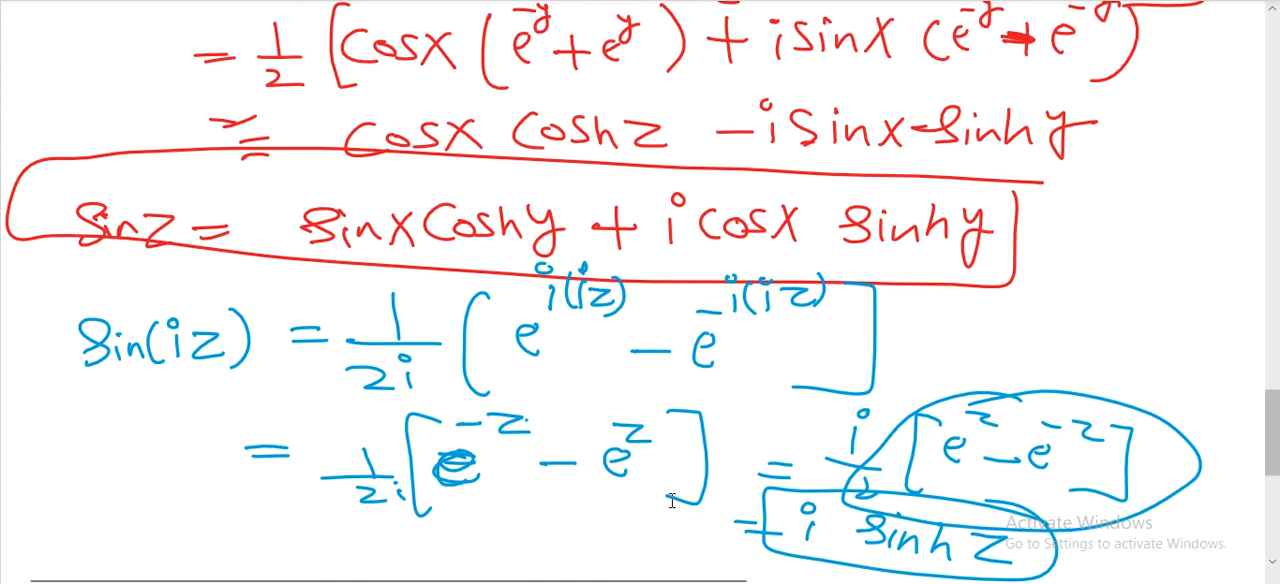 = 1/2 [cosx (e^-y + e^y) + i sinx (e^-y - e^-y)
= cosx coshz - i sinx sinhy
sinz = sinx coshy + i cosx sinhy
sin(iz) = 1/2i [e^i(iz) - e^-i(iz)]
= 1/2i [e^-z - e^z] = i/2 [e^z - e^-z]
= i sinh z
Activate Windows
Go to Settings to activate Windows.